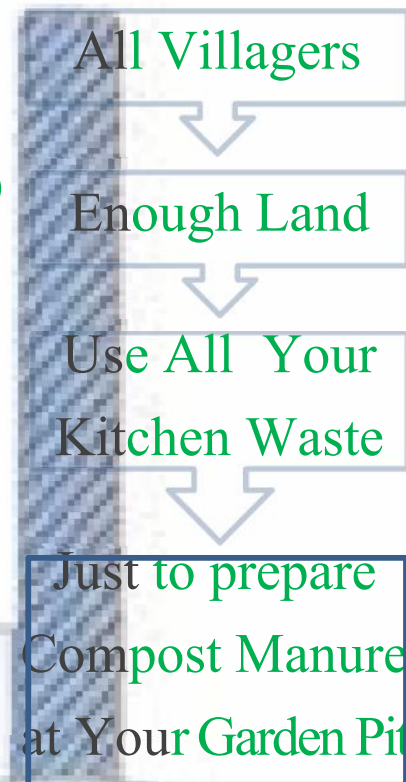 All Villagers
Enough Land
Use All Your
Kitchen Waste
Just to prepare
Compost Manure
at Your Garden Pit